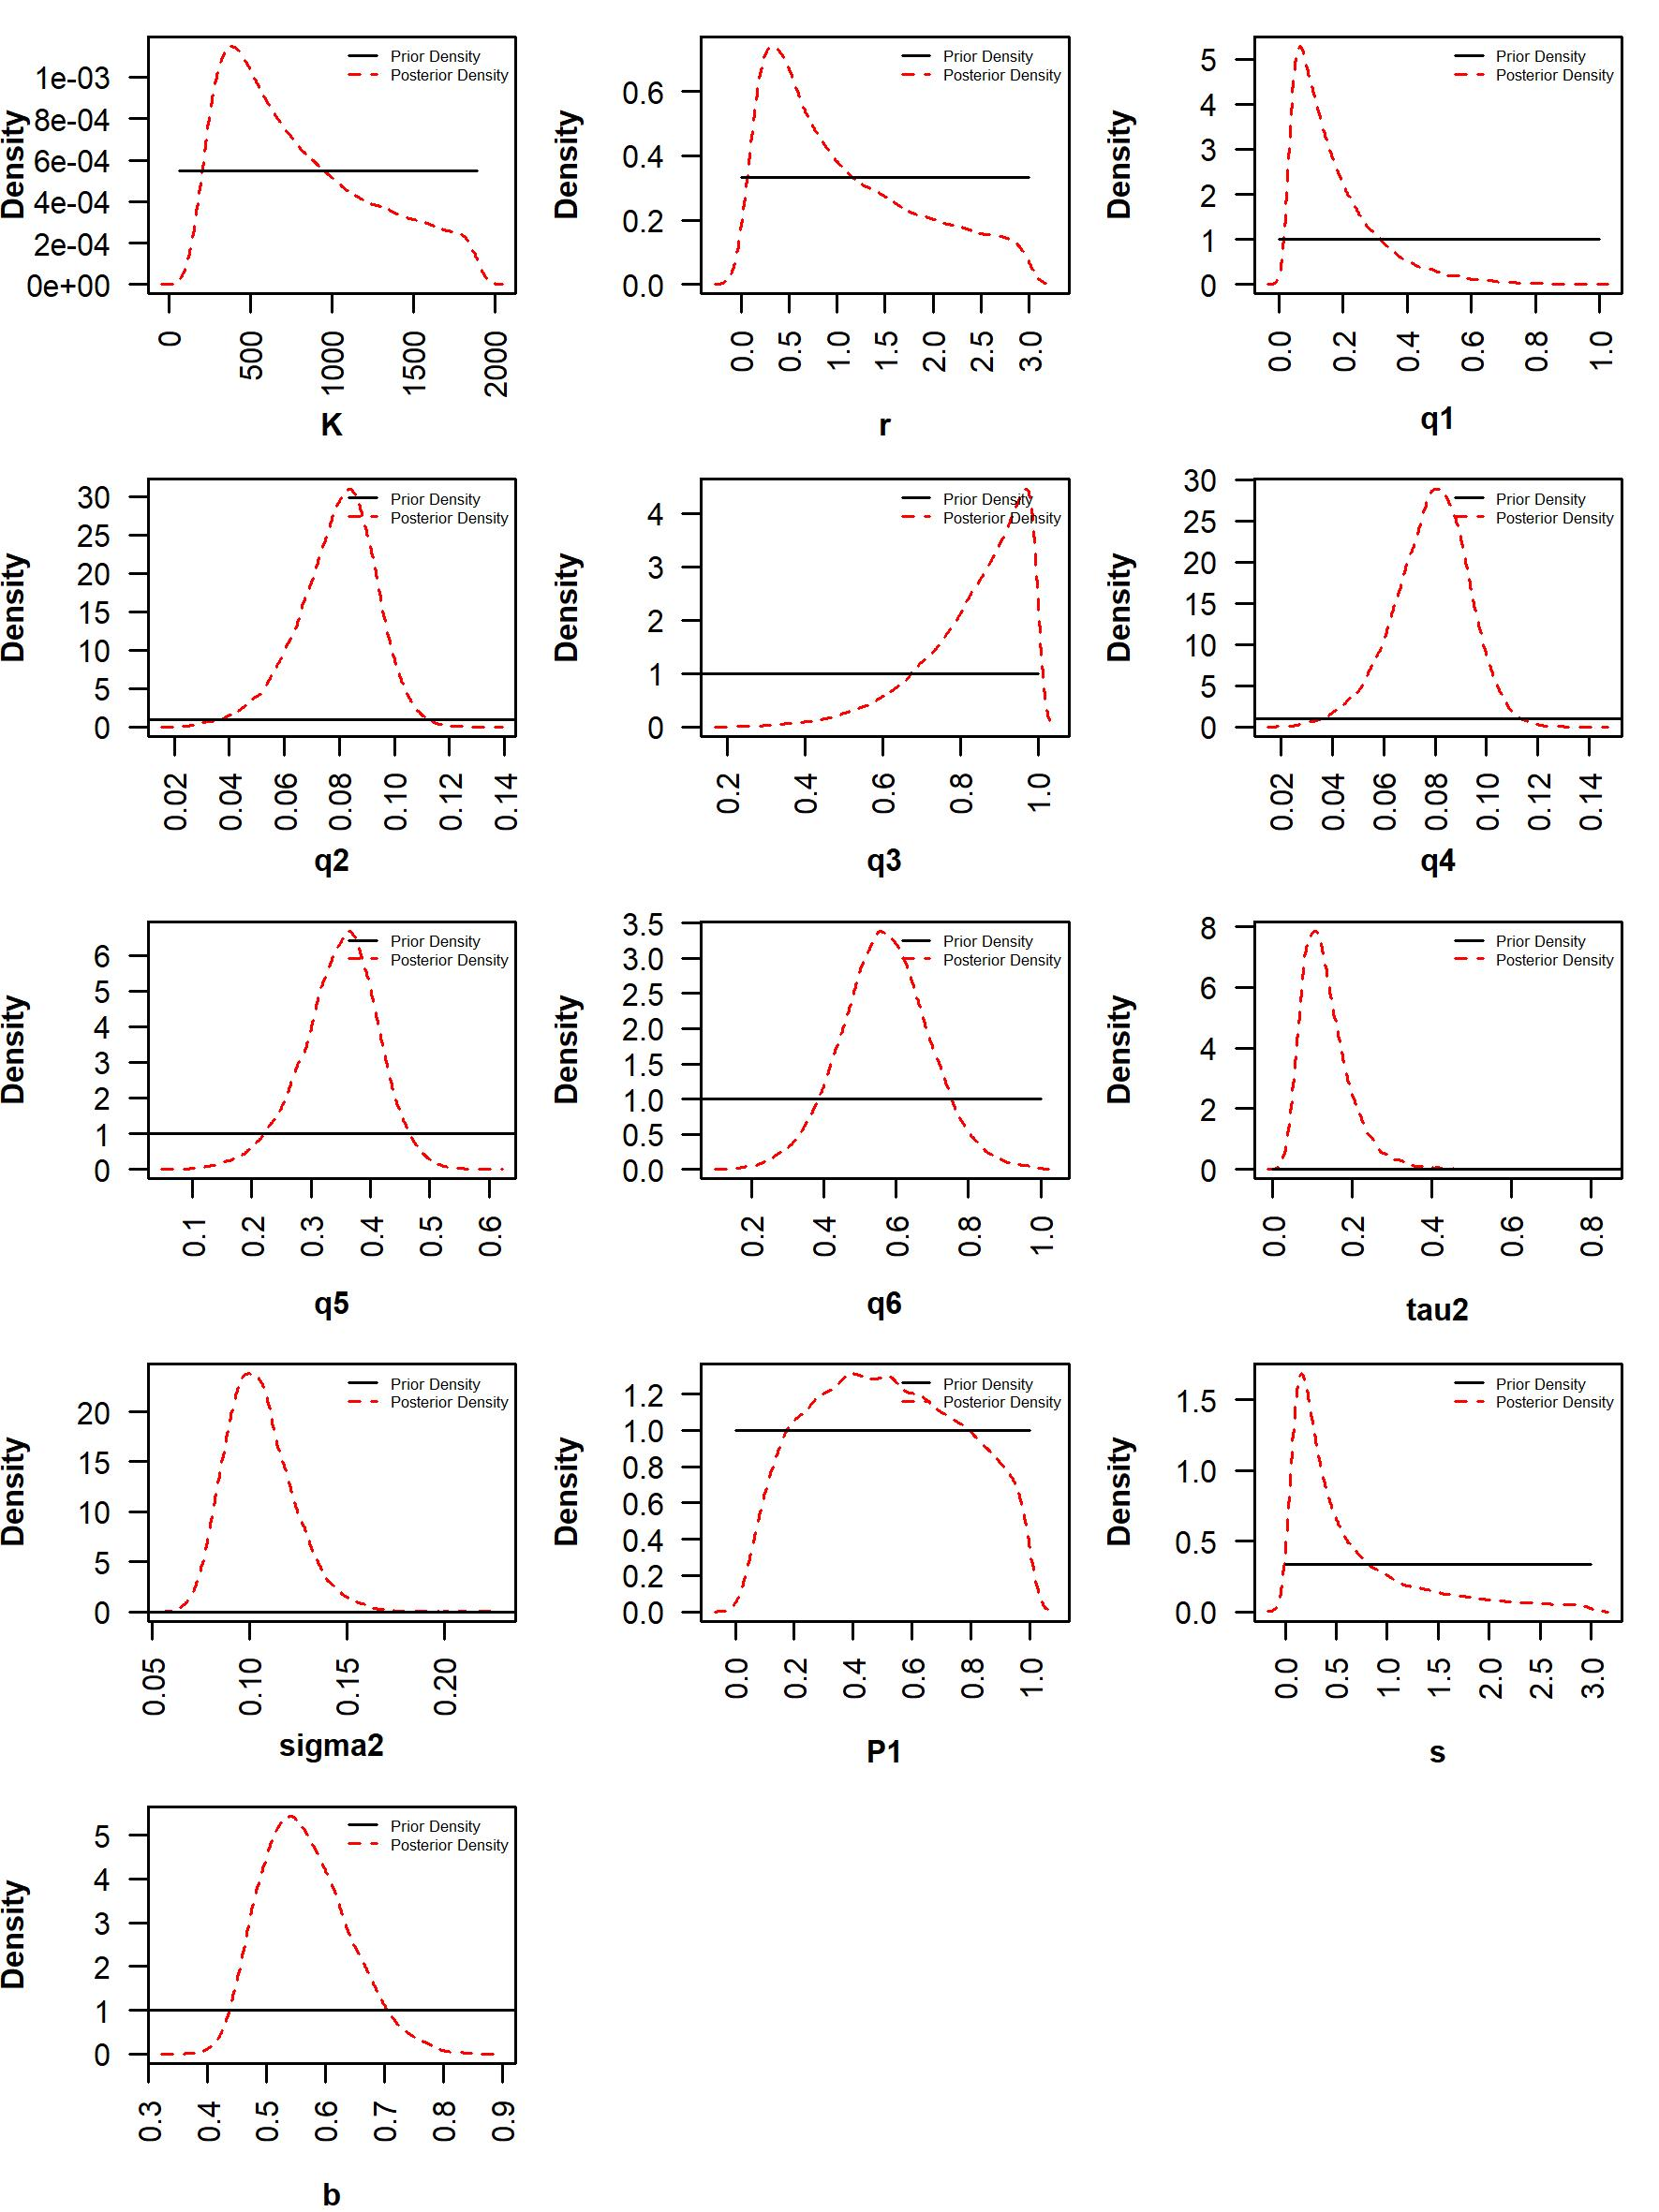 Prior Density
Posterior Density
Density
1e-03
8e-04
6e-04
4e-04
2e-04
0e+00
0
500
1000
1500
2000
K
Prior Density
Posterior Density
Density
0.6
0.4
0.2
0.0
0.0
0.5
1.0
1.5
2.0
2.5
3.0
r
Prior Density
Posterior Density
Density
5
4
3
2
1
0
0.0
0.2
0.4
0.6
0.8
1.0
q1
Prior Density
Posterior Density
Density
30
25
20
15
10
5
0
0.02
0.04
0.06
0.08
0.10
0.12
0.14
q2
Prior Density
Posterior Density
Density
4
3
2
1
0
0.2
0.4
0.6
0.8
1.0
q3
Prior Density
Posterior Density
Density
30
25
20
15
10
5
0
0.02
0.04
0.06
0.08
0.10
0.12
0.14
q4
Prior Density
Posterior Density
Density
6
5
4
3
2
1
0
0.1
0.2
0.3
0.4
0.5
0.6
q5
Prior Density
Posterior Density
Density
3.5
3.0
2.5
2.0
1.5
1.0
0.5
0.0
0.2
0.4
0.6
0.8
1.0
q6
Prior Density
Posterior Density
Density
8
6
4
2
0
0.0
0.2
0.4
0.6
0.8
tau2
Prior Density
Posterior Density
Density
20
15
10
5
0
0.05
0.10
0.15
0.20
sigma2
Prior Density
Posterior Density
Density
1.2
1.0
0.8
0.6
0.4
0.2
0.0
0.0
0.2
0.4
0.6
0.8
1.0
P1
Prior Density
Posterior Density
Density
1.5
1.0
0.5
0.0
0.0
0.5
1.0
1.5
2.0
2.5
3.0
s
Prior Density
Posterior Density
Density
5
4
3
2
1
0
0.3
0.4
0.5
0.6
0.7
0.8
0.9
b